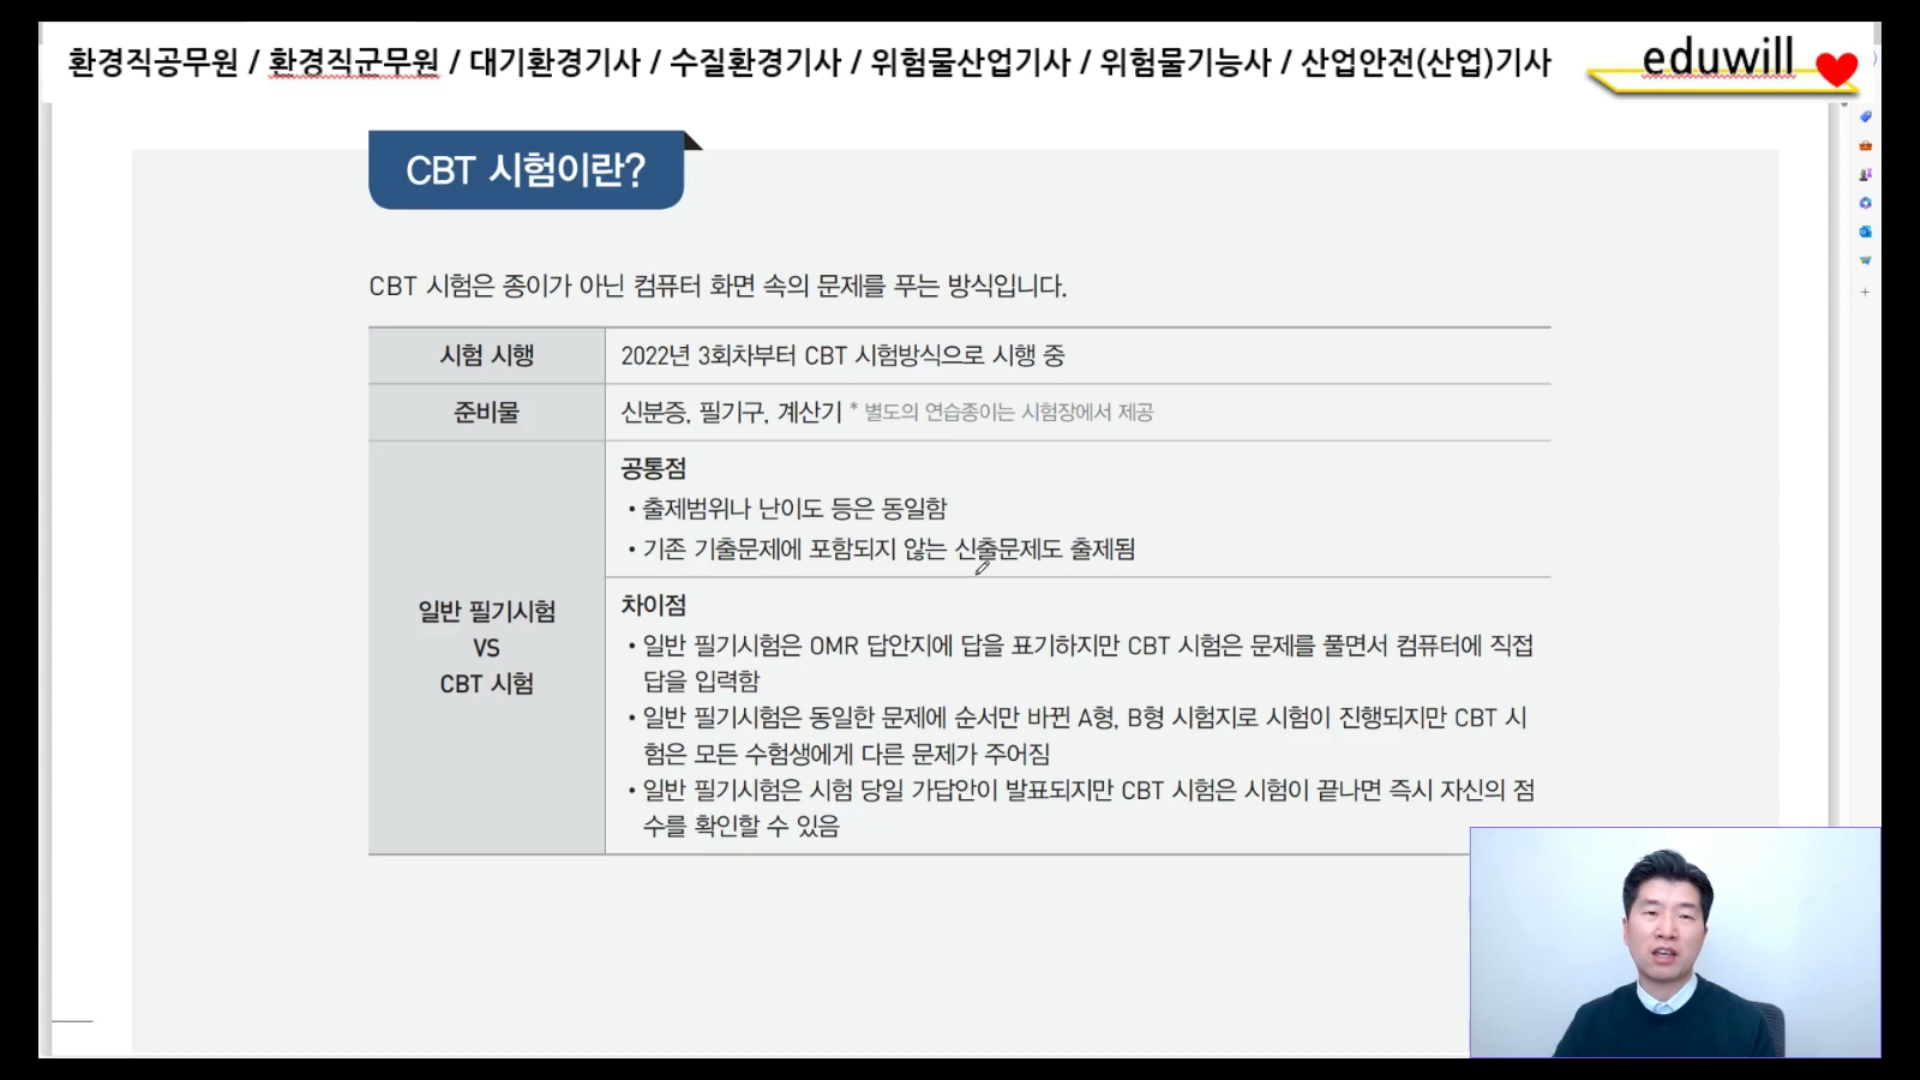 환경직공무원 / 환경직군무원 / 대기환경기사 / 수질환경기사 / 위험물산업기사 / 위험물기능사 / 산업안전(산업)기사
eduwill
CBT 시험이란?
CBT 시험은 종이가 아닌 컴퓨터 화면 속의 문제를 푸는 방식입니다.
시험 시행
2022년 3회차부터 CBT 시험방식으로 시행 중
준비물
신분증, 필기구, 계산기 * 별도의 연습종이는 시험장에서 제공
일반 필기시험
VS
CBT 시험
공통점
• 출제범위나 난이도 등은 동일함
• 기존 기출문제에 포함되지 않는 신출문제도 출제됨
차이점
• 일반 필기시험은 OMR 답안지에 답을 표기하지만 CBT 시험은 문제를 풀면서 컴퓨터에 직접
답을 입력함
• 일반 필기시험은 동일한 문제에 순서만 바뀐 A형, B형 시험지로 시험이 진행되지만 CBT 시
험은 모든 수험생에게 다른 문제가 주어짐
• 일반 필기시험은 시험 당일 가답안이 발표되지만 CBT 시험은 시험이 끝나면 즉시 자신의 점
수를 확인할 수 있음